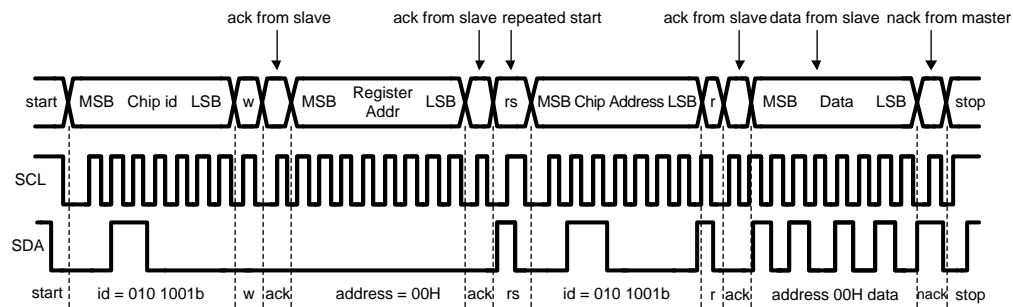 ack from slave ack from slave repeated start ack from slave data from slave nack from master
start MSB Chip id LSB w MSB Register Addr LSB rs MSB Chip Address LSB r MSB Data LSB stop
SCL
SDA
start id = 010 1001b w ack address = 00H ack rs id = 010 1001b r ack address 00H data nack stop